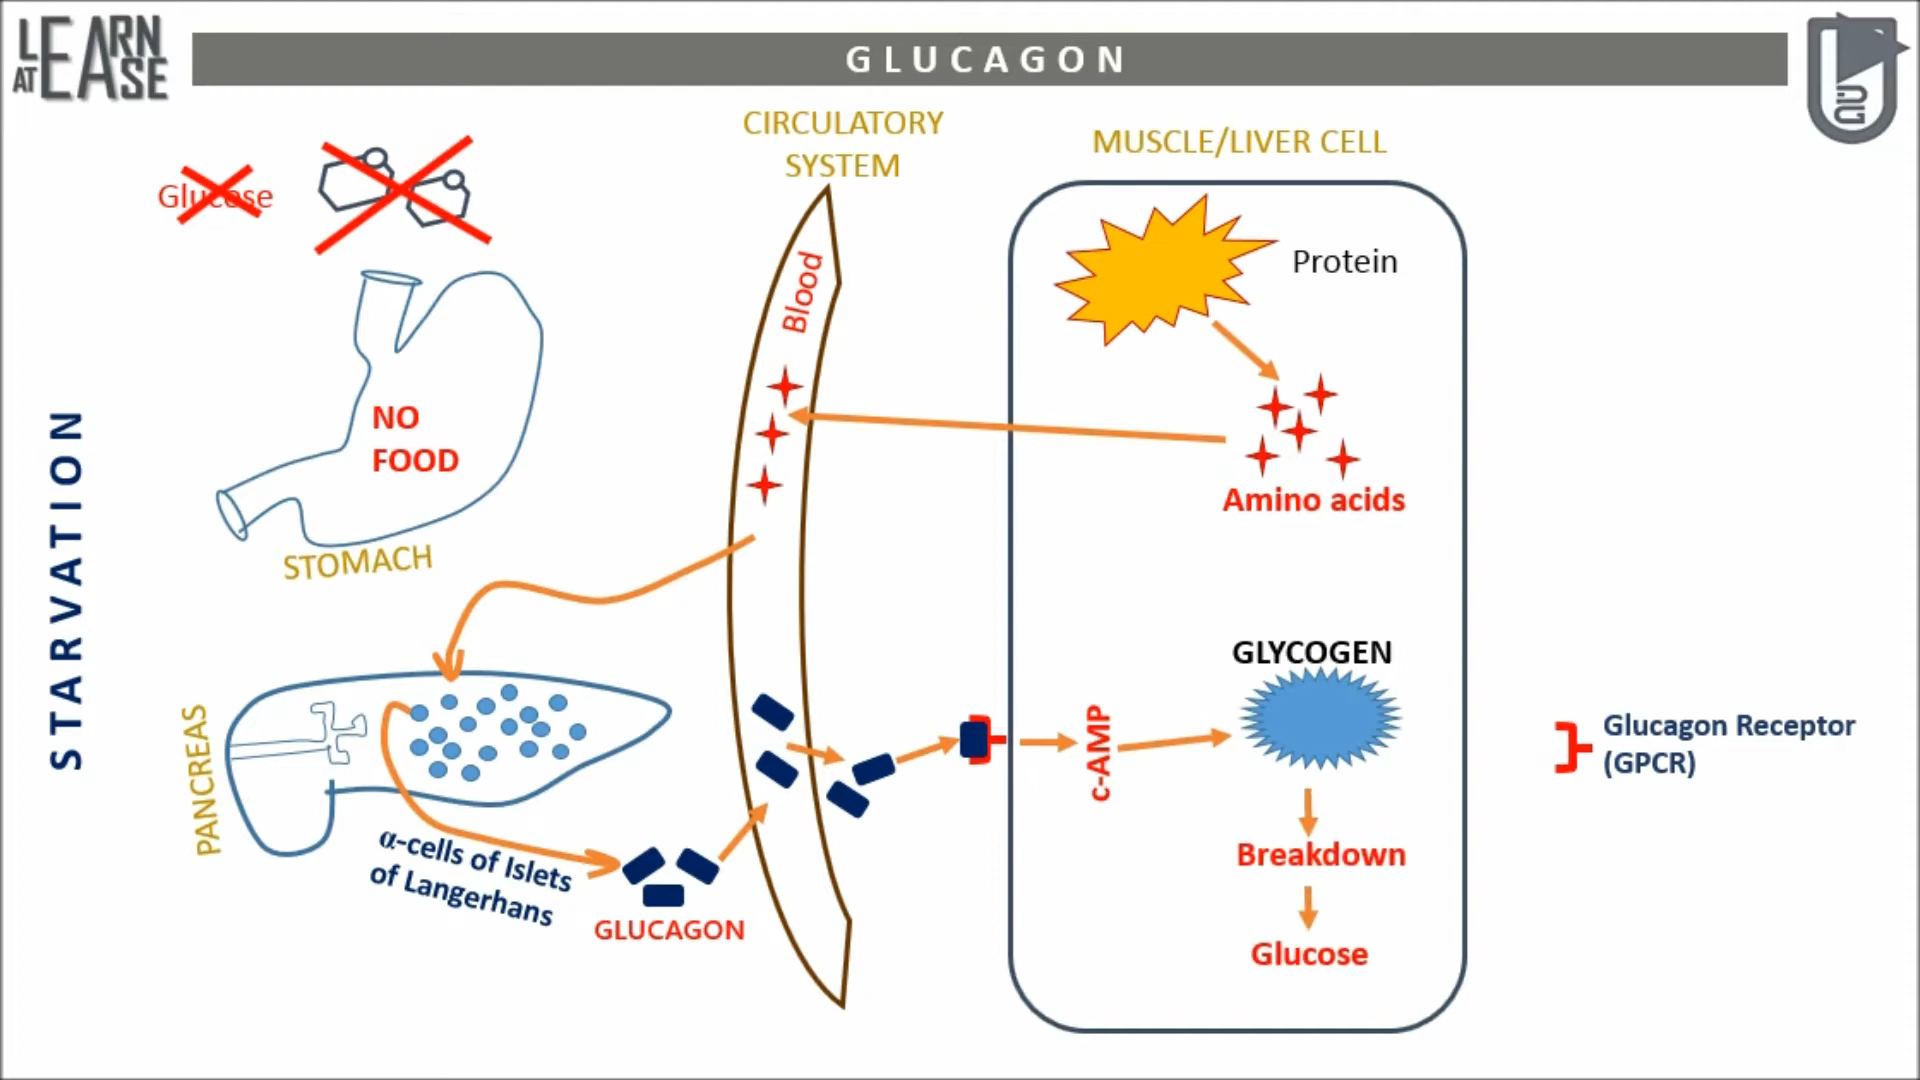 LEARN
AT EASE
GLUCAGON
CIRCULATORY
SYSTEM
MUSCLE/LIVER CELL
Glucose
Blood
Protein
NO
FOOD
Amino acids
STOMACH
STARVATION
GLYCOGEN
PANCREAS
c-AMP
Glucagon Receptor
(GPCR)
α-cells of Islets
of Langerhans
Breakdown
GLUCAGON
Glucose